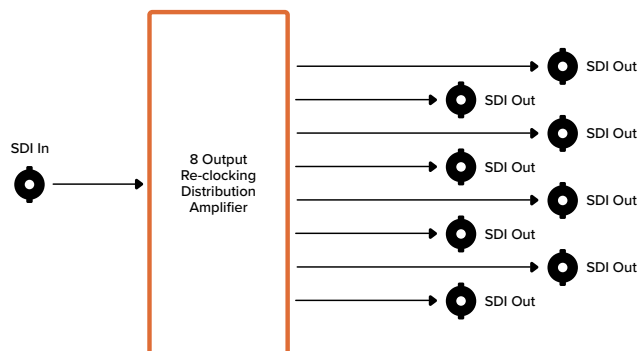 SDI In
8 Output
Re-clocking
Distribution
Amplifier
SDI Out
SDI Out
SDI Out
SDI Out
SDI Out
SDI Out
SDI Out
SDI Out